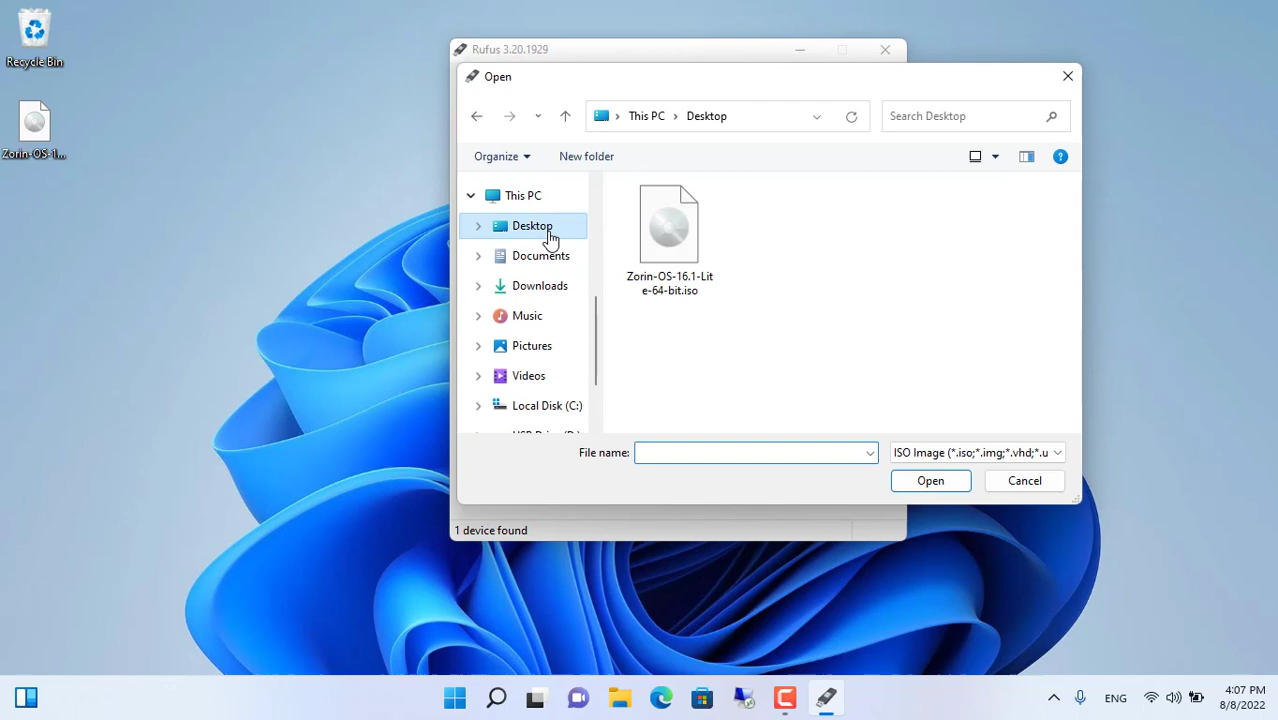 Recycle Bin
Zorin-OS-1...
Rufus 3.20.1929
Open
This PC
Desktop
Search Desktop
Organize
New folder
This PC
Desktop
Documents
Downloads
Music
Pictures
Videos
Local Disk (C:)
Zorin-OS-16.1-Lit
e-64-bit.iso
File name:
ISO Image (*.iso;*.img;*.vhd;*.u
Open
Cancel
1 device found
ENG
4:07 PM
8/8/2022